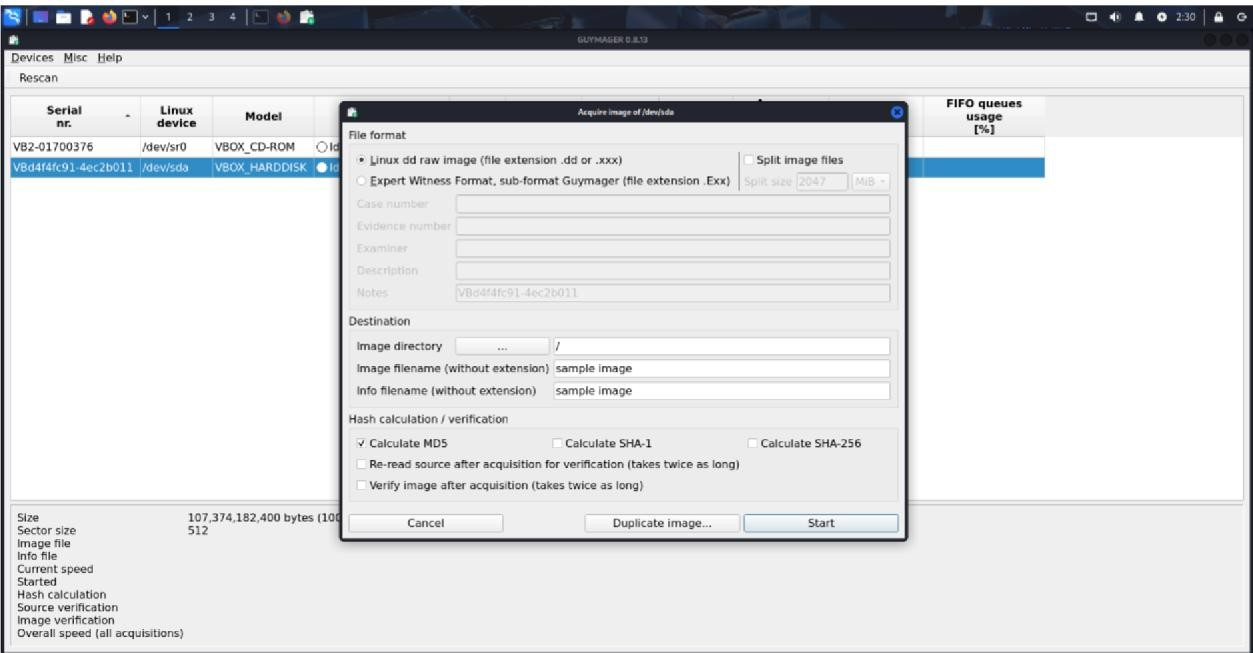 1 2 3 4
2:30
GUYMAGER 0.8.13
Devices Misc Help
Rescan
Serial nr. Linux device Model FIFO queues usage [%]
VB2-01700376 /dev/sr0 VBOX_CD-ROM
VBd4f4fc91-4ec2b011 /dev/sda VBOX_HARDDISK
Acquire image of /dev/sda
File format
Linux dd raw image (file extension .dd or .xxx)
Split image files
Expert Witness Format, sub-format Guymager (file extension .Exx)
Split size 2047 MiB
Case number
Evidence number
Examiner
Description
Notes VBd4f4fc91-4ec2b011
Destination
Image directory ... /
Image filename (without extension) sample image
Info filename (without extension) sample image
Hash calculation / verification
Calculate MD5 Calculate SHA-1 Calculate SHA-256
Re-read source after acquisition for verification (takes twice as long)
Verify image after acquisition (takes twice as long)
Cancel Duplicate image... Start
Size 107,374,182,400 bytes (100
Sector size 512
Image file
Info file
Current speed
Started
Hash calculation
Source verification
Image verification
Overall speed (all acquisitions)